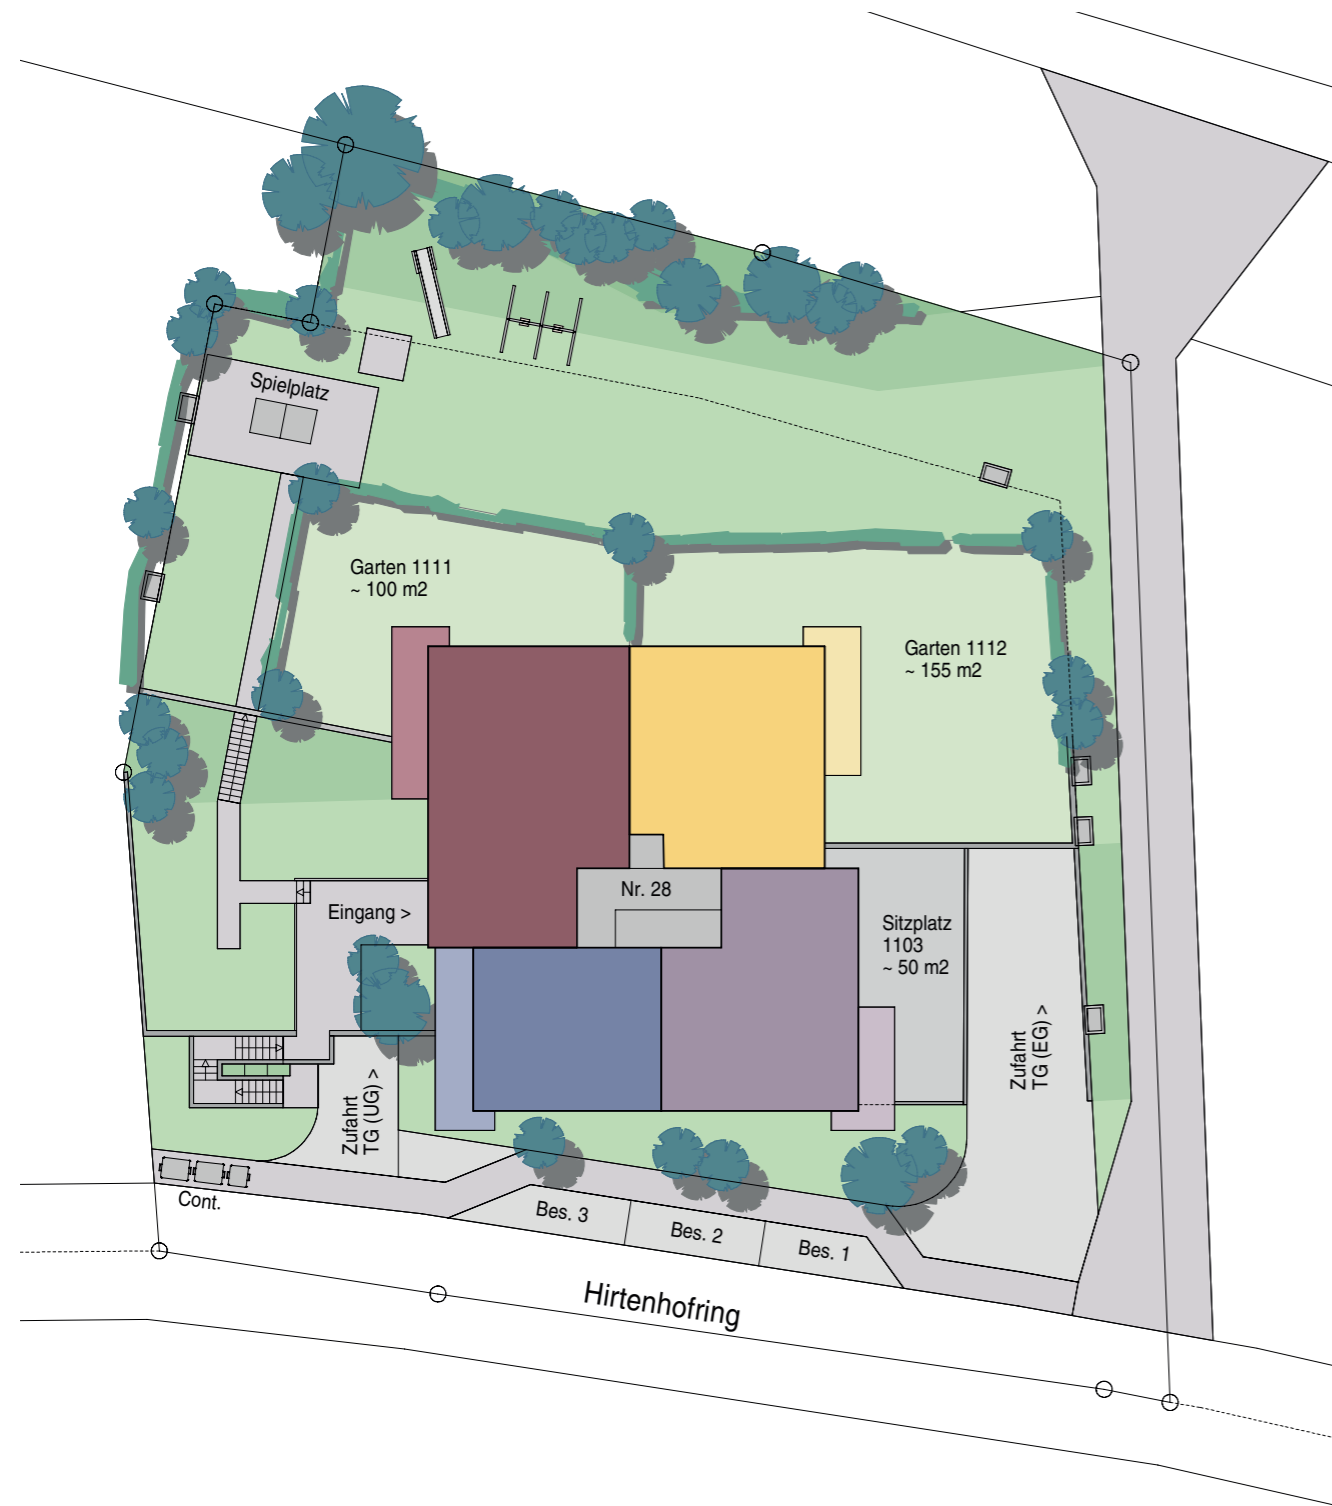 Spielplatz
Garten 1111
~ 100 m2
Garten 1112
~ 155 m2
Nr. 28
Eingang >
Sitzplatz
1103
~ 50 m2
Zufahrt
TG (EG) >
Zufahrt
TG (UG) >
Cont.
Bes. 3
Bes. 2
Bes. 1
Hirtenhofring